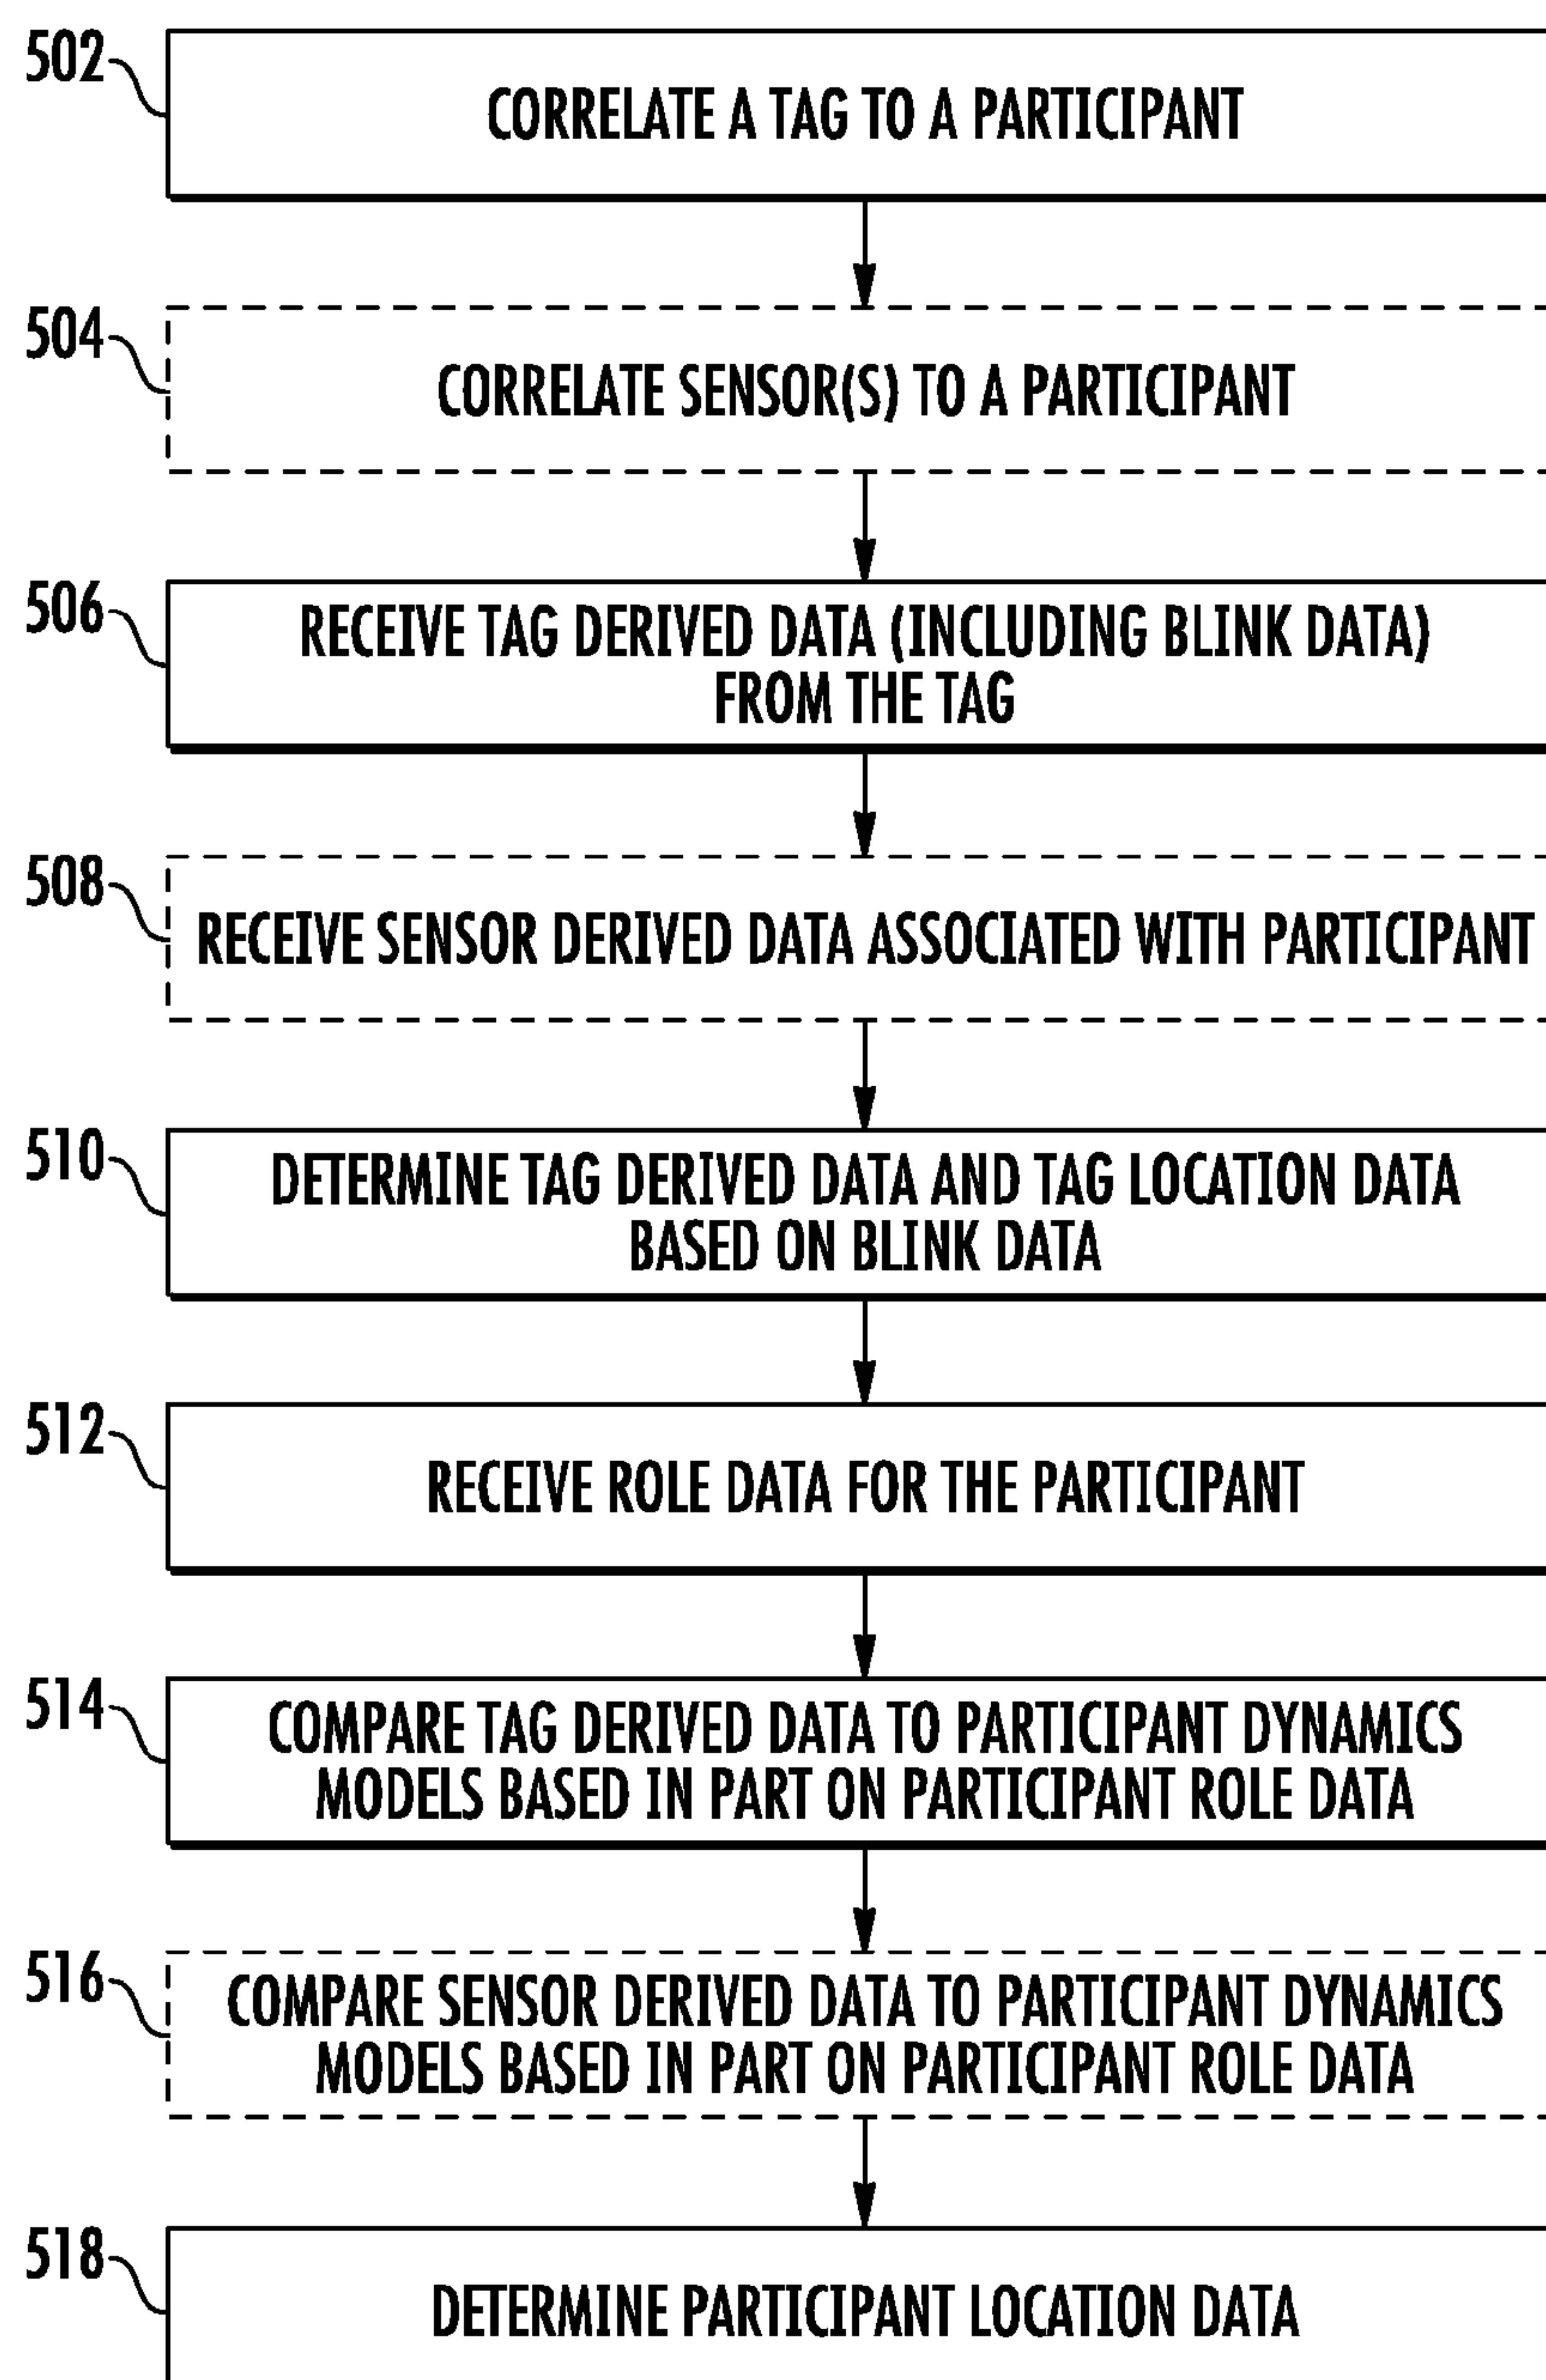 502
CORRELATE A TAG TO A PARTICIPANT
504
CORRELATE SENSOR(S) TO A PARTICIPANT
506
RECEIVE TAG DERIVED DATA (INCLUDING BLINK DATA)
FROM THE TAG
508
RECEIVE SENSOR DERIVED DATA ASSOCIATED WITH PARTICIPANT
510
DETERMINE TAG DERIVED DATA AND TAG LOCATION DATA
BASED ON BLINK DATA
512
RECEIVE ROLE DATA FOR THE PARTICIPANT
514
COMPARE TAG DERIVED DATA TO PARTICIPANT DYNAMICS
MODELS BASED IN PART ON PARTICIPANT ROLE DATA
516
COMPARE SENSOR DERIVED DATA TO PARTICIPANT DYNAMICS
MODELS BASED IN PART ON PARTICIPANT ROLE DATA
518
DETERMINE PARTICIPANT LOCATION DATA